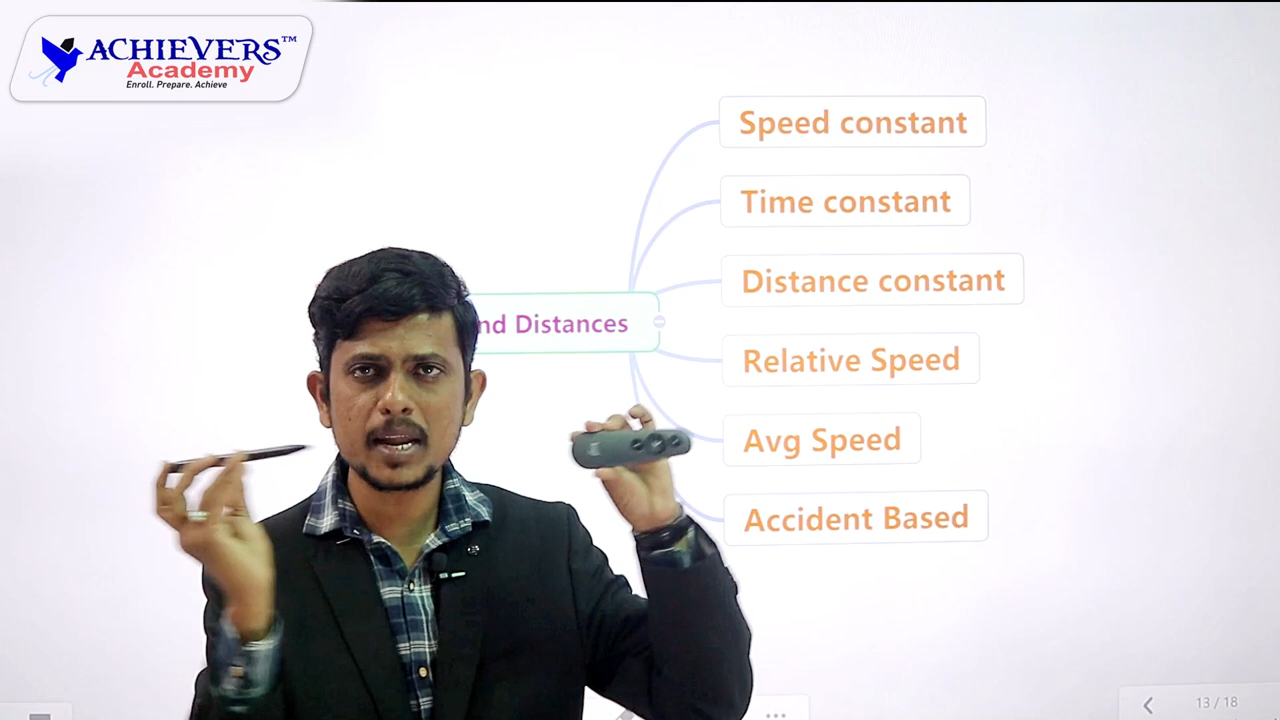 ACHIEVERS™
Academy
Enroll. Prepare. Achieve
Speed constant
Time constant
Distance constant
nd Distances
Relative Speed
Avg Speed
Accident Based
13 / 18